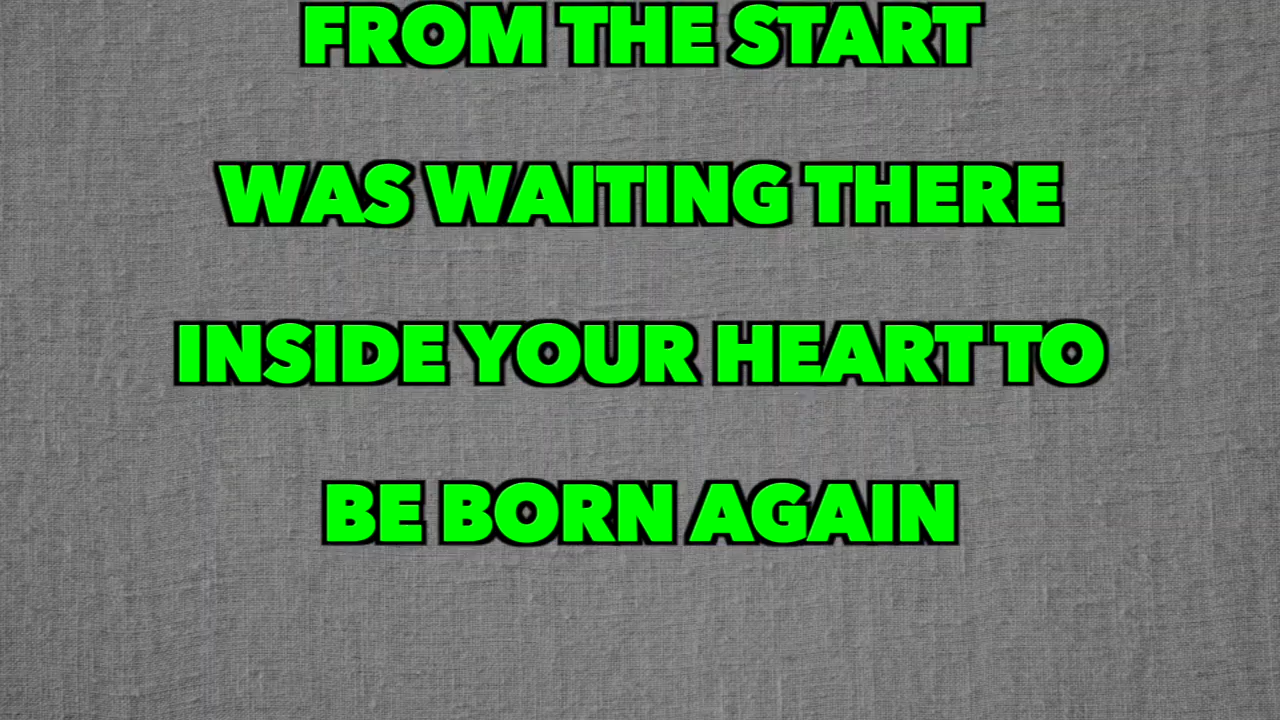 FROM THE START
WAS WAITING THERE
INSIDE YOUR HEART TO
BE BORN AGAIN